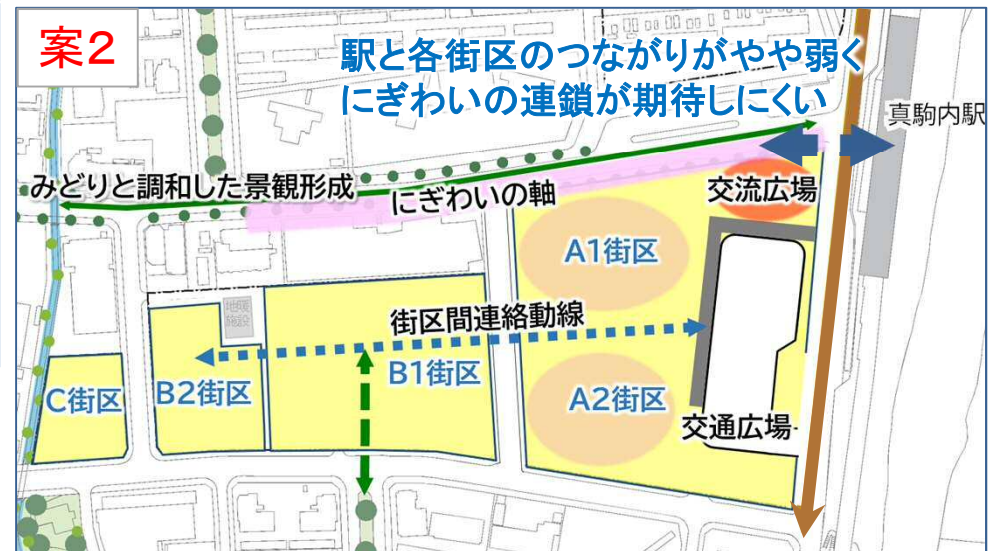 案2
駅と各街区のつながりがやや弱く
にぎわいの連鎖が期待しにくい
真駒内駅
みどりと調和した景観形成
にぎわいの軸
交流広場
A1街区
地域
施設
街区間連絡動線
B1街区
B2街区
C街区
A2街区
交通広場